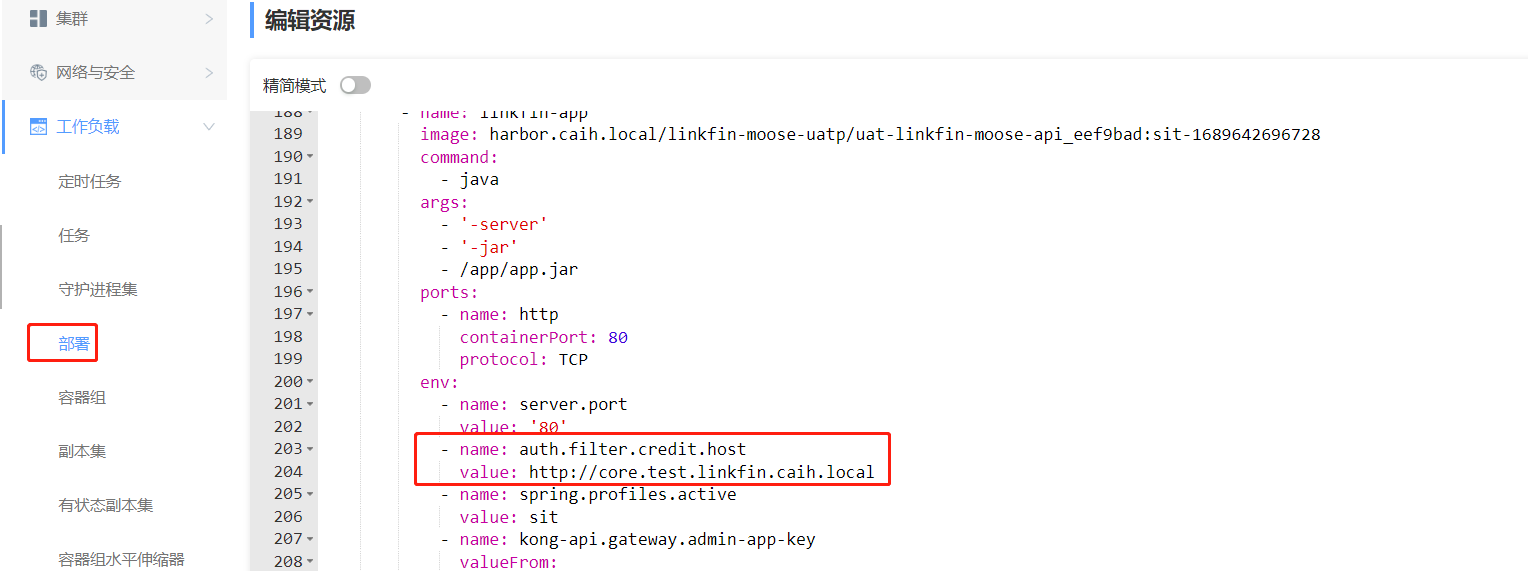 集群
网络与安全
工作负载
定时任务
任务
守护进程集
部署
容器组
副本集
有状态副本集
容器组水平伸缩器
编辑资源
精简模式
188 - name: linkfin-app
189 image: harbor.caih.local/linkfin-moose-uatp/uat-linkfin-moose-api_eef9bad:sit-1689642696728
190 command:
191 - java
192 args:
193 - '-server'
194 - '-jar'
195 - /app/app.jar
196 ports:
197 - name: http
198 containerPort: 80
199 protocol: TCP
200 env:
201 - name: server.port
202 value: '80'
203 - name: auth.filter.credit.host
204 value: http://core.test.linkfin.caih.local
205 - name: spring.profiles.active
206 value: sit
207 - name: kong-api.gateway.admin-app-key
208 valueFrom: